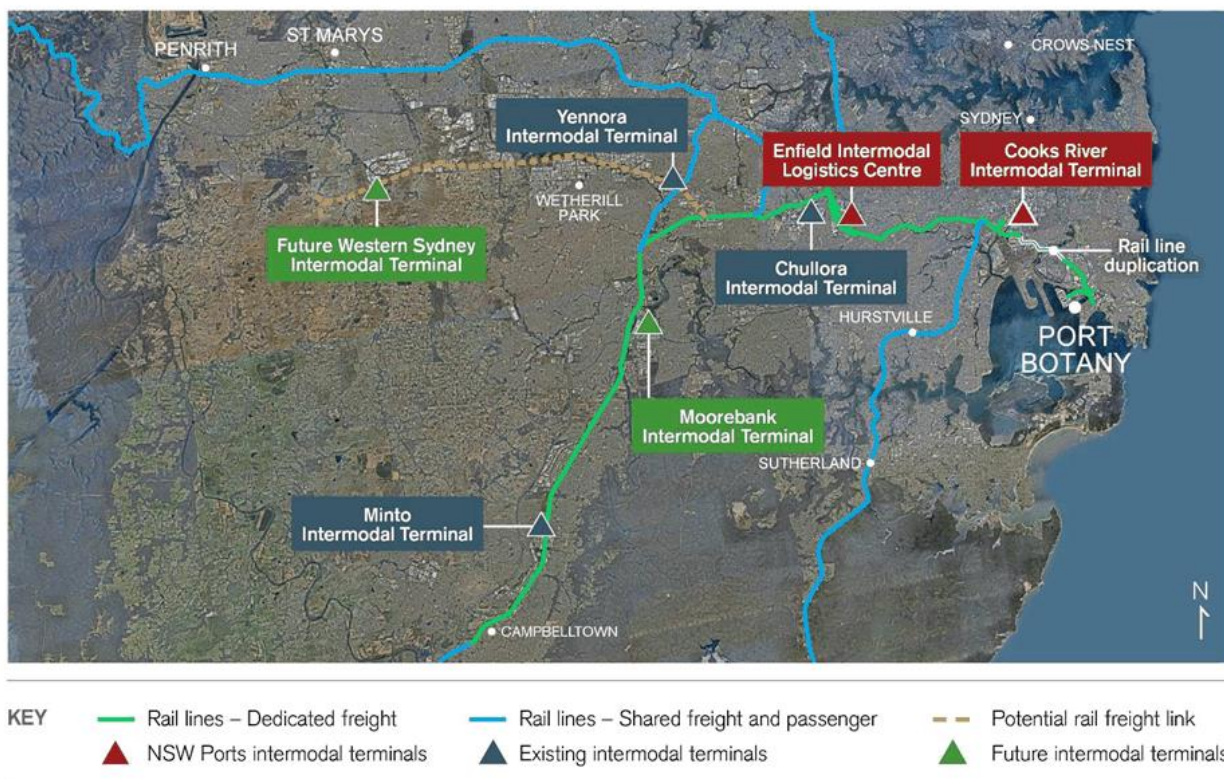 PENRITH
ST MARYS
CROWS NEST
Yennora
Intermodal Terminal
SYDNEY
Enfield Intermodal
Logistics Centre
Cooks River
Intermodal Terminal
WETHERILL
PARK
Future Western Sydney
Intermodal Terminal
Chullora
Intermodal Terminal
Rail line
duplication
HURSTVILLE
PORT
BOTANY
Moorebank
Intermodal Terminal
SUTHERLAND
Minto
Intermodal Terminal
CAMPBELLTOWN
N
KEY
Rail lines – Dedicated freight
Rail lines – Shared freight and passenger
Potential rail freight link
NSW Ports intermodal terminals
Existing intermodal terminals
Future intermodal terminals